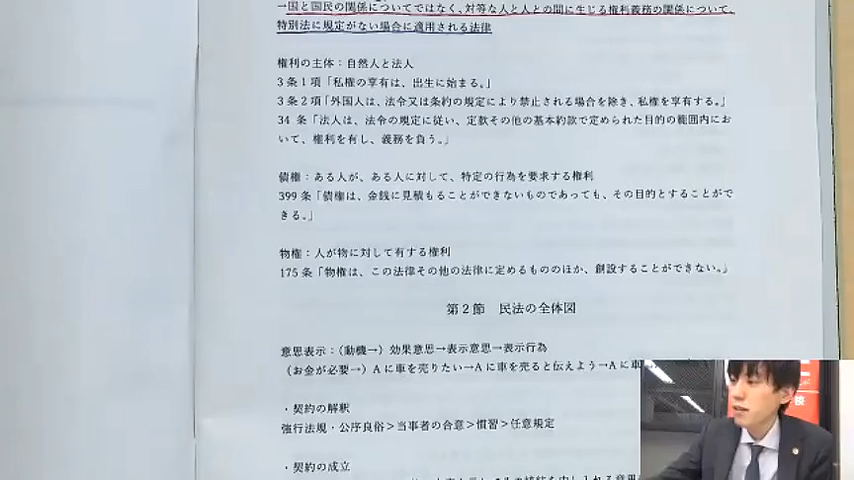 一国と国民の関係についてではなく、対等な人と人との間に生じる権利義務の関係について、
特別法に規定がない場合に適用される法律
権利の主体：自然人と法人
3 条 1 項「私権の享有は、出生に始まる。」
3 条 2 項「外国人は、法令又は条約の規定により禁止される場合を除き、私権を享有する。」
34 条「法人は、法令の規定に従い、定款その他の基本約款で定められた目的の範囲内にお
いて、権利を有し、義務を負う。」
債権：ある人が、ある人に対して、特定の行為を要求する権利
399 条「債権は、金銭に見積もることができないものであっても、その目的とすることがで
きる。」
物権：人が物に対して有する権利
175 条「物権は、この法律その他の法律に定めるもののほか、創設することができない。」
第２節　民法の全体図
意思表示：（動機→）効果意思→表示意思→表示行為
（お金が必要→）A に車を売りたい→A に車を売ると伝えよう→A に車
・契約の解釈
強行法規・公序良俗＞当事者の合意＞慣習＞任意規定
・契約の成立